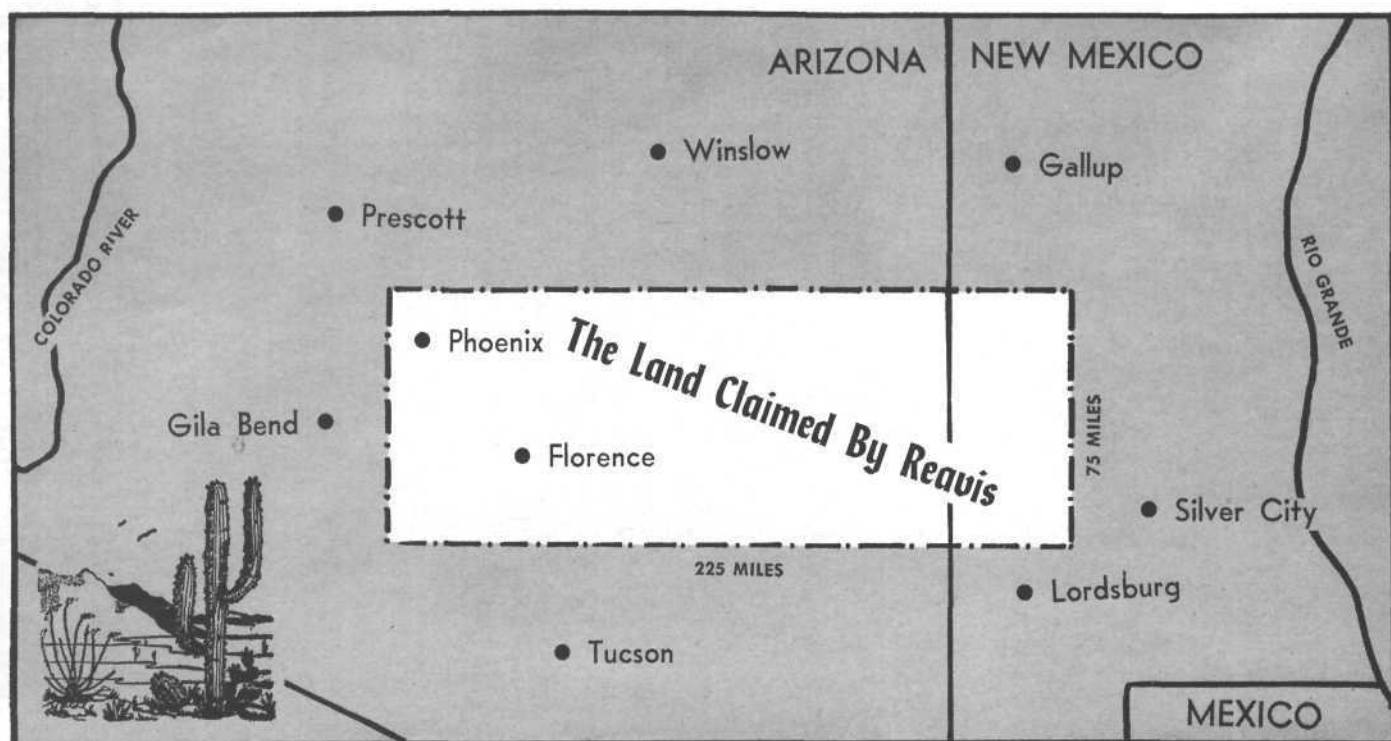 ARIZONA
NEW MEXICO
Winslow
Gallup
Prescott
COLORADO RIVER
RIO GRANDE
Phoenix
The Land Claimed By Reavis
Gila Bend
Florence
75 MILES
Silver City
225 MILES
Lordsburg
Tucson
MEXICO